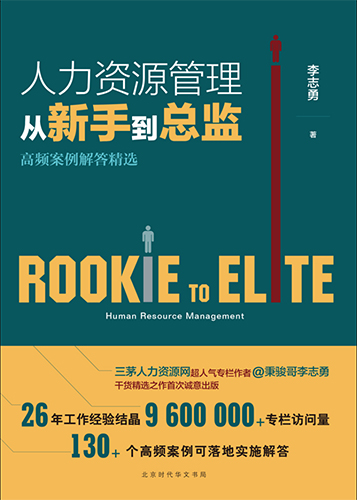 人力资源管理
从新手到总监
高频案例解答精选
李志勇
著
ROOKiE TO ELITE
Human Resource Management
三茅人力资源网超人气专栏作者@秉骏哥李志勇
干货精选之作首次诚意出版
26年工作经验结晶9 600 000+专栏访问量
130+个高频案例可落地实施解答
北京时代华文书局